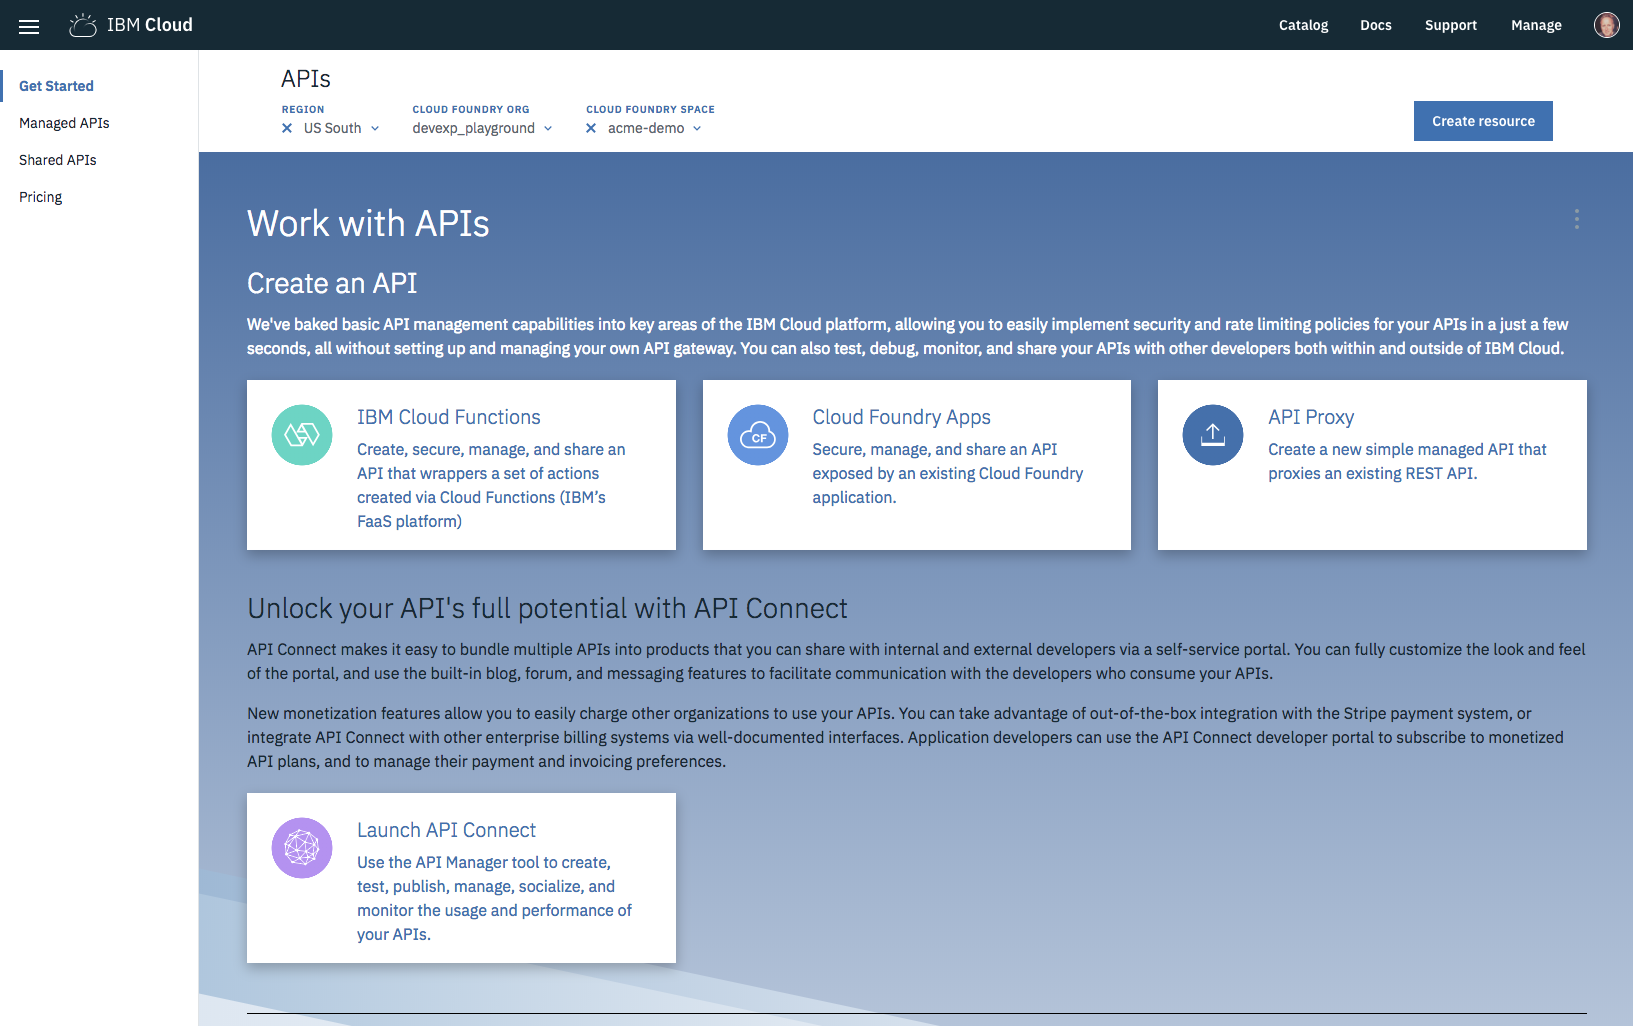 IBM Cloud
Catalog
Docs
Support
Manage
Get Started
Managed APIs
Shared APIs
Pricing
APIs
REGION
US South
CLOUD FOUNDRY ORG
devexp_playground
CLOUD FOUNDRY SPACE
acme-demo
Create resource
Work with APIs
Create an API
We've baked basic API management capabilities into key areas of the IBM Cloud platform, allowing you to easily implement security and rate limiting policies for your APIs in a just a few
seconds, all without setting up and managing your own API gateway. You can also test, debug, monitor, and share your APIs with other developers both within and outside of IBM Cloud.
IBM Cloud Functions
Create, secure, manage, and share an
API that wrappers a set of actions
created via Cloud Functions (IBM’s
FaaS platform)
CF
Cloud Foundry Apps
Secure, manage, and share an API
exposed by an existing Cloud Foundry
application.
API Proxy
Create a new simple managed API that
proxies an existing REST API.
Unlock your API's full potential with API Connect
API Connect makes it easy to bundle multiple APIs into products that you can share with internal and external developers via a self-service portal. You can fully customize the look and feel
of the portal, and use the built-in blog, forum, and messaging features to facilitate communication with the developers who consume your APIs.
New monetization features allow you to easily charge other organizations to use your APIs. You can take advantage of out-of-the-box integration with the Stripe payment system, or
integrate API Connect with other enterprise billing systems via well-documented interfaces. Application developers can use the API Connect developer portal to subscribe to monetized
API plans, and to manage their payment and invoicing preferences.
Launch API Connect
Use the API Manager tool to create,
test, publish, manage, socialize, and
monitor the usage and performance of
your APIs.